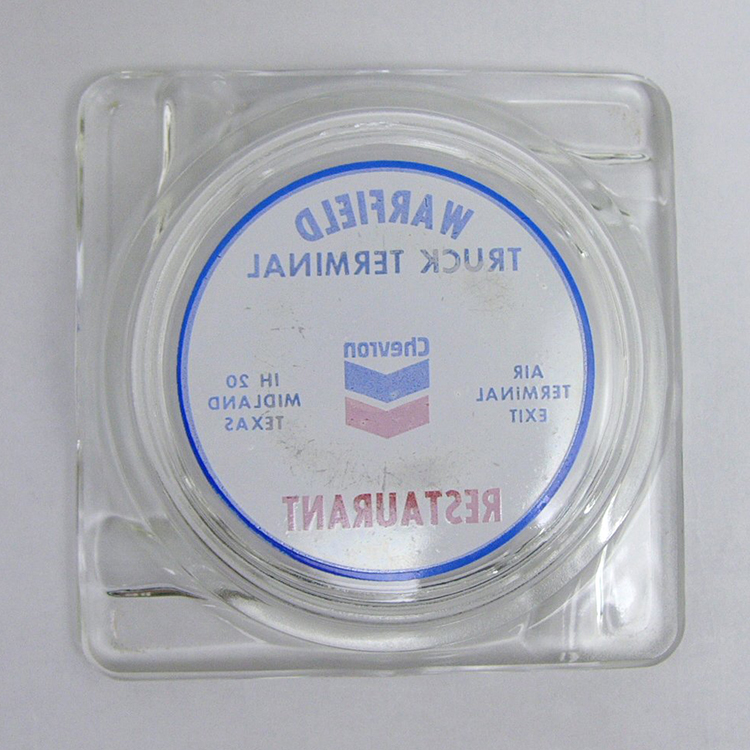 WARFIELD
TRUCK TERMINAL
Chevron
AIR
TERMINAL
EXIT
IH 20
MIDLAND
TEXAS
RESTAURANT